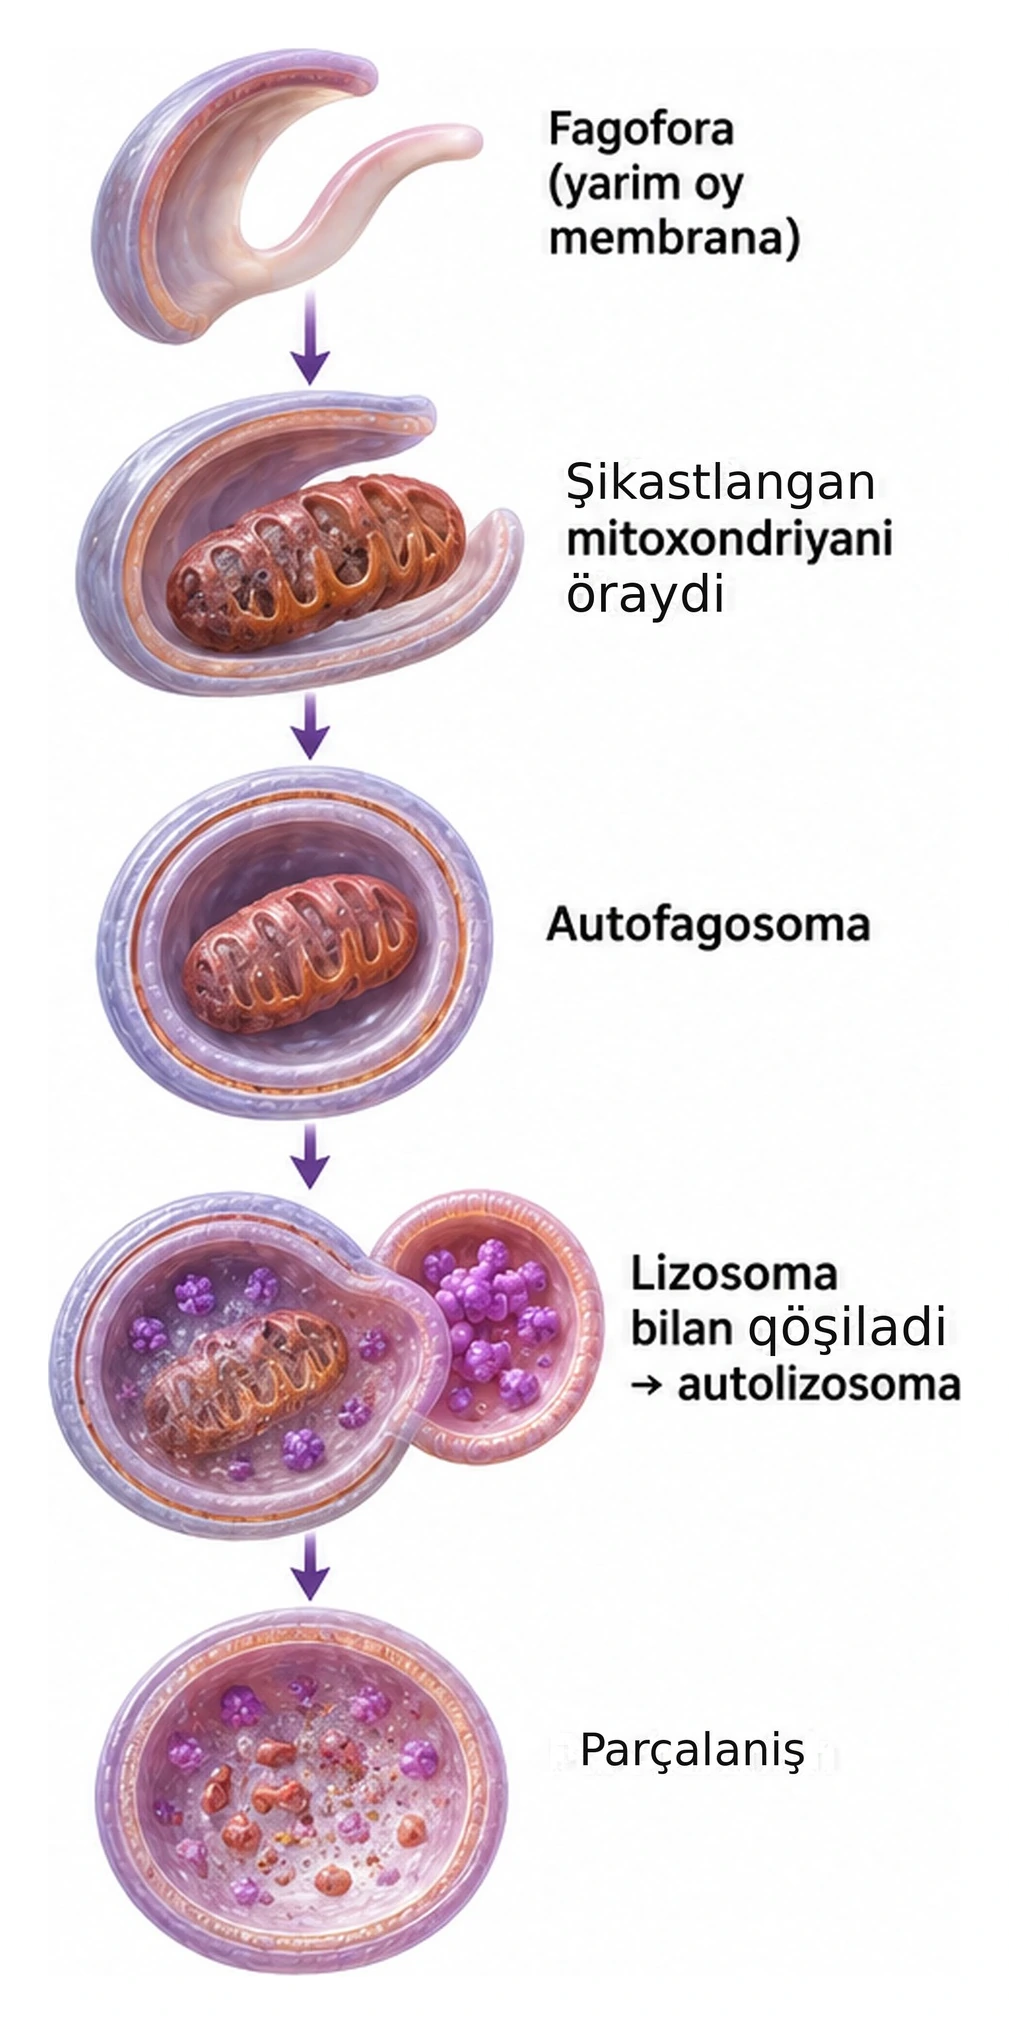 Fagofora
(yarim oy
membrana)
Şikastlangan
mitoxondriyani
öraydi
Autofagosoma
Lizosoma
bilan qöşiladi
→ autolizosoma
Parçalaniş